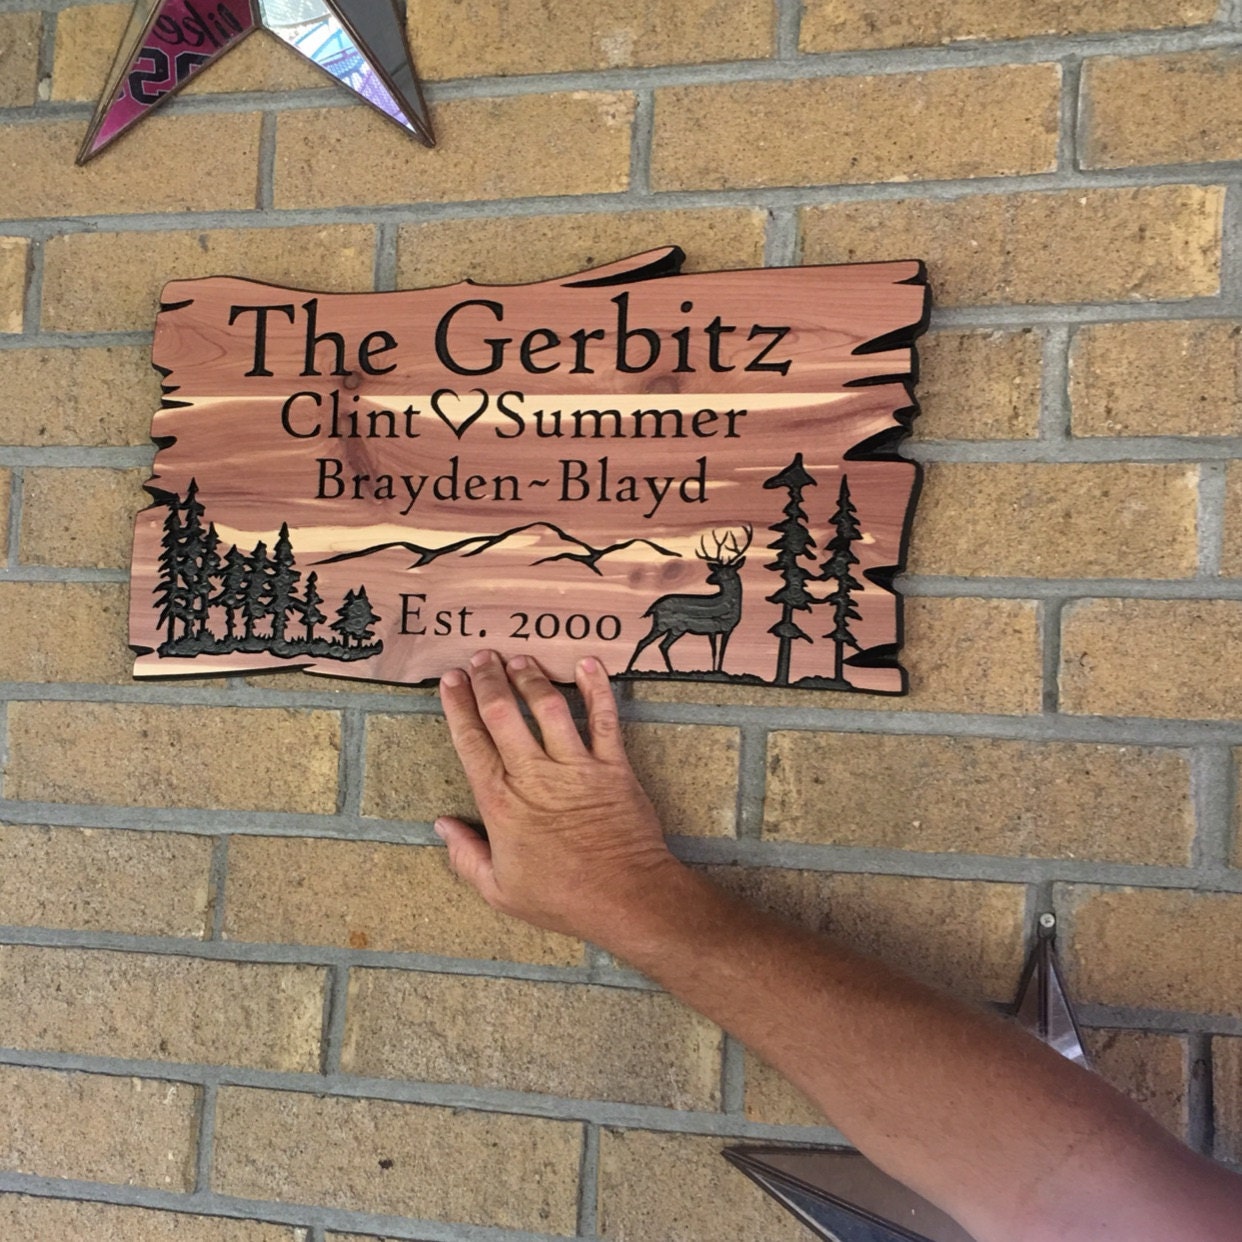 The Gerbitz
Clint♡Summer
Brayden~Blayd
Est. 2000